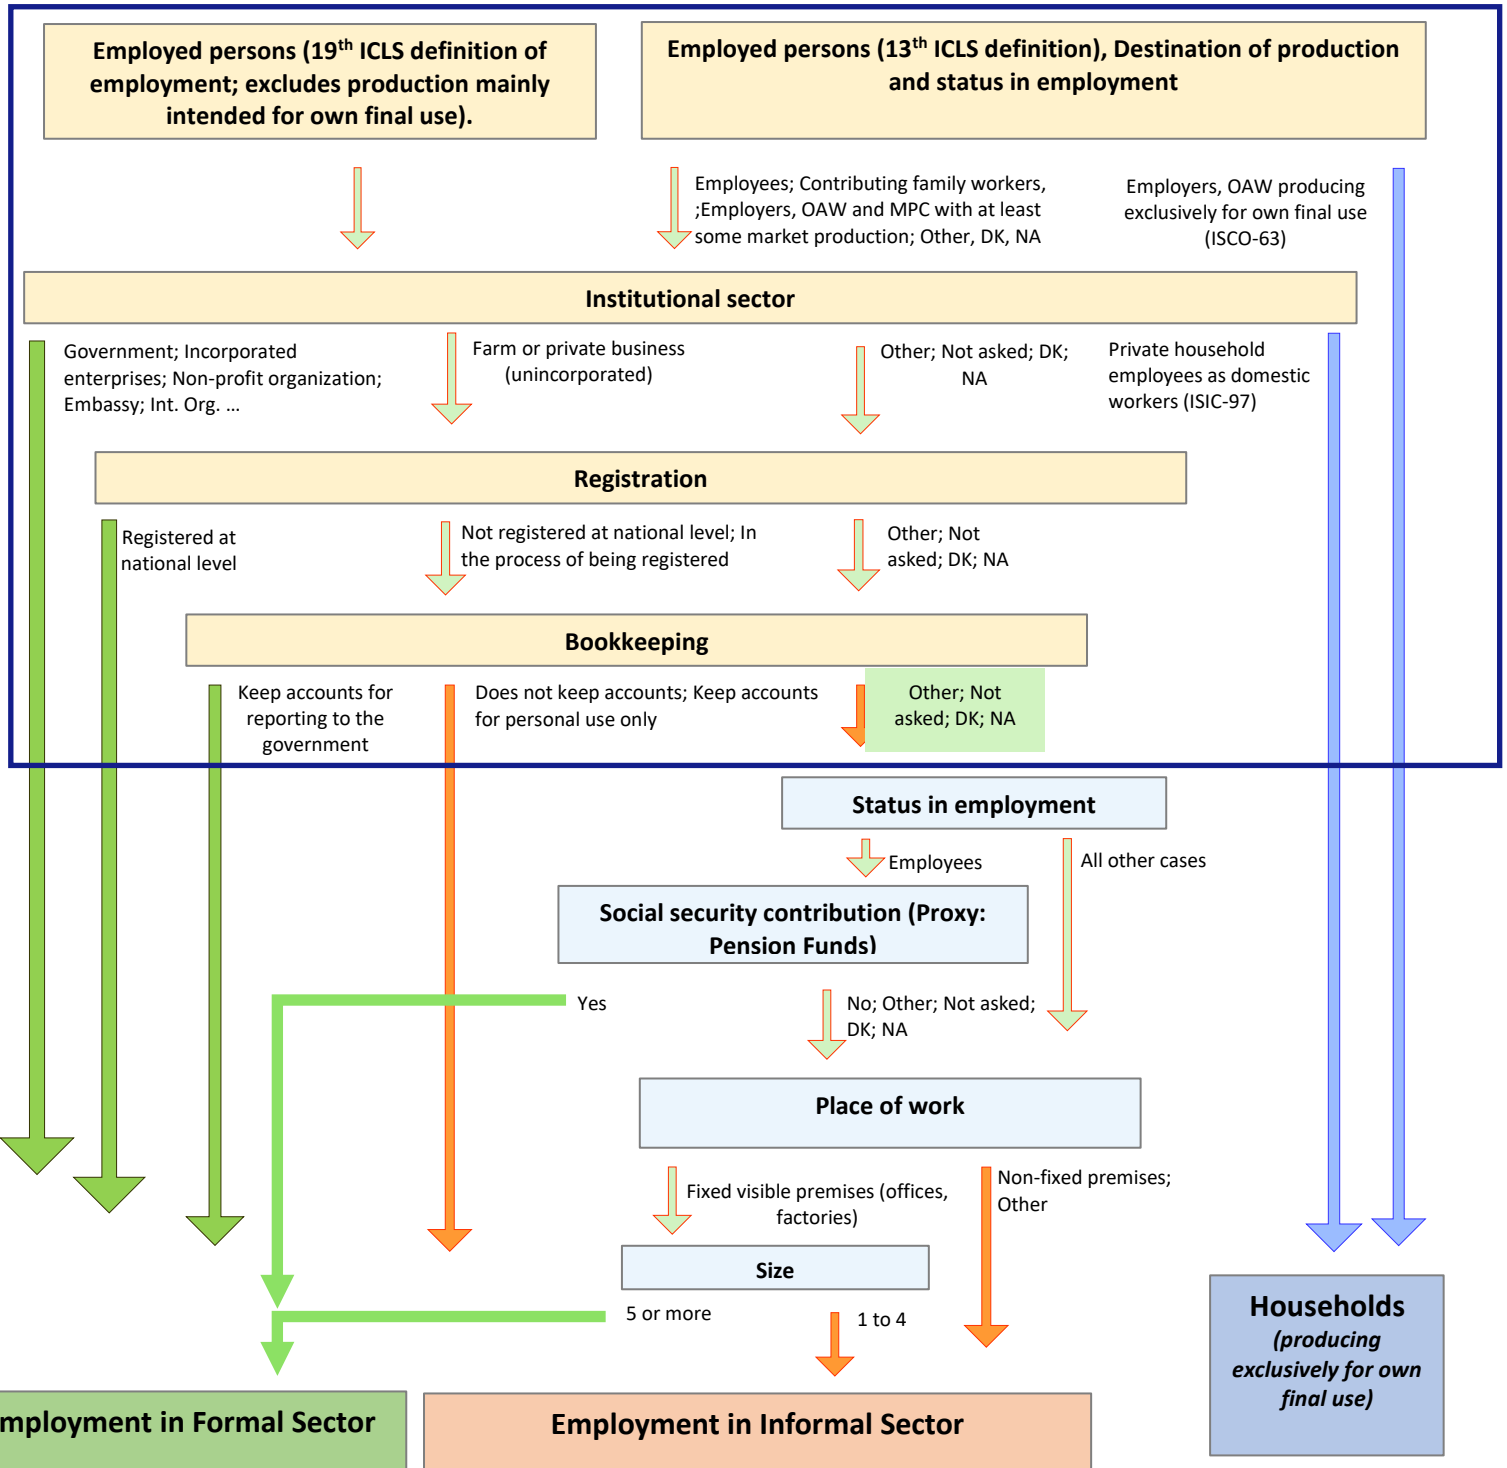 Employed persons (19th ICLS definition of
employment; excludes production mainly
intended for own final use).
Employed persons (13th ICLS definition), Destination of production
and status in employment
Employees; Contributing family workers,
;Employers, OAW and MPC with at least
some market production; Other, DK, NA
Employers, OAW producing
exclusively for own final use
(ISCO-63)
Institutional sector
Government; Incorporated
enterprises; Non-profit organization;
Embassy; Int. Org. ...
Farm or private business
(unincorporated)
Other; Not asked; DK;
NA
Private household
employees as domestic
workers (ISIC-97)
Registration
Registered at
national level
Not registered at national level; In
the process of being registered
Other; Not
asked; DK; NA
Bookkeeping
Keep accounts for
reporting to the
government
Does not keep accounts; Keep accounts
for personal use only
Other; Not
asked; DK; NA
Status in employment
Employees
All other cases
Social security contribution (Proxy:
Pension Funds)
Yes
No; Other; Not asked;
DK; NA
Place of work
Fixed visible premises (offices,
factories)
Non-fixed premises;
Other
Size
5 or more
1 to 4
Households
(producing
exclusively for own
final use)
mployment in Formal Sector
Employment in Informal Sector